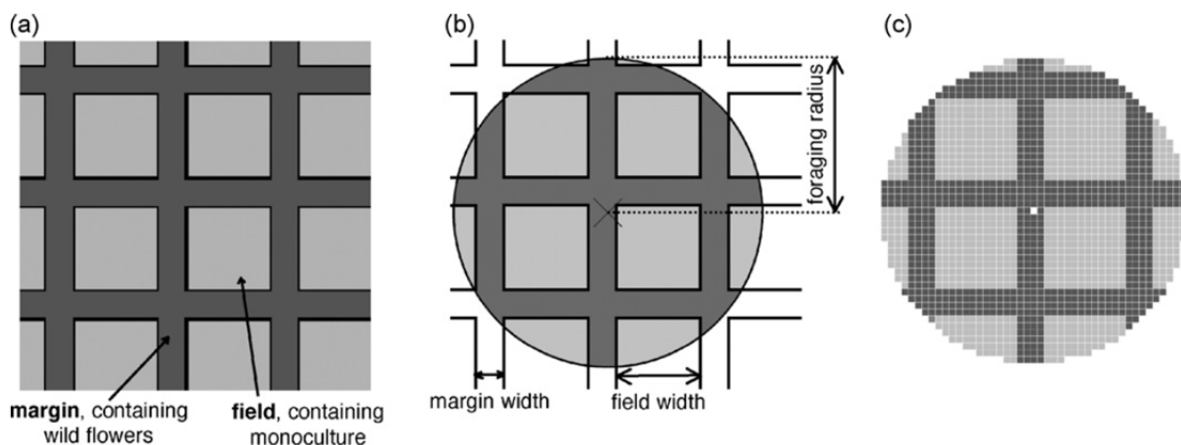 (a)
margin, containing
wild flowers
field, containing
monoculture
(b)
foraging radius
margin width
field width
(c)